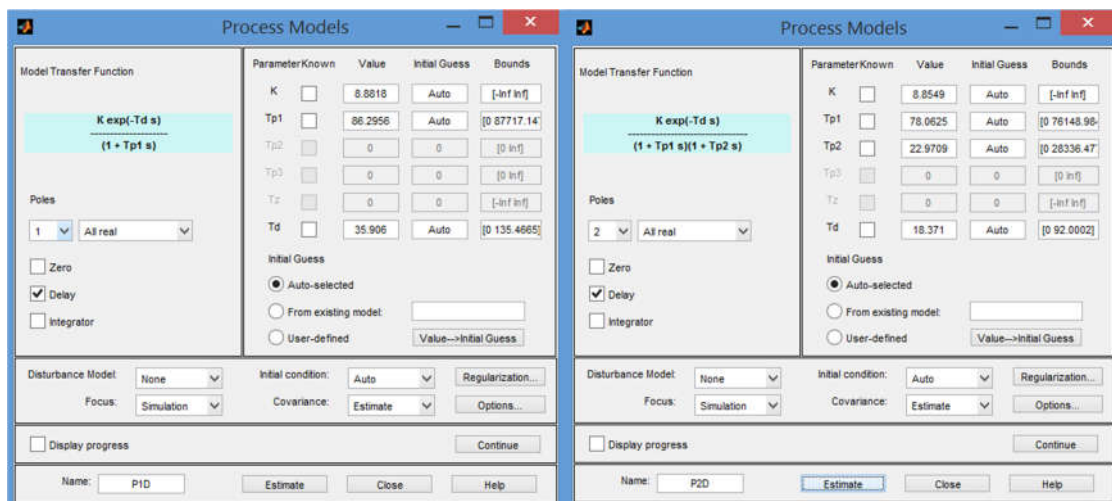 Process Models
Model Transfer Function
K exp(-Td s)
(1 + Tp1 s)
Poles
1 All real
Zero
Delay
Integrator
Parameter Known Value Initial Guess Bounds
K 8.8818 Auto [-Inf Inf]
Tp1 86.2956 Auto [0 87717.14
Tp2 0 0 [0 Inf]
Tp3 0 0 [0 Inf]
Tz 0 0 [-Inf Inf]
Td 35.906 Auto [0 135.4665]
Initial Guess
Auto-selected
From existing model:
User-defined Value-->Initial Guess
Disturbance Model: None Initial condition: Auto Regularization...
Focus: Simulation Covariance: Estimate Options...
Display progress Continue
Name: P1D Estimate Close Help
Process Models
Model Transfer Function
K exp(-Td s)
(1 + Tp1 s)(1 + Tp2 s)
Poles
2 All real
Zero
Delay
Integrator
Parameter Known Value Initial Guess Bounds
K 8.8549 Auto [-Inf Inf]
Tp1 78.0625 Auto [0 76148.98
Tp2 22.9709 Auto [0 28336.47
Tp3 0 0 [0 Inf]
Tz 0 0 [-Inf Inf]
Td 18.371 Auto [0 92.0002]
Initial Guess
Auto-selected
From existing model:
User-defined Value-->Initial Guess
Disturbance Model: None Initial condition: Auto Regularization...
Focus: Simulation Covariance: Estimate Options...
Display progress Continue
Name: P2D Estimate Close Help